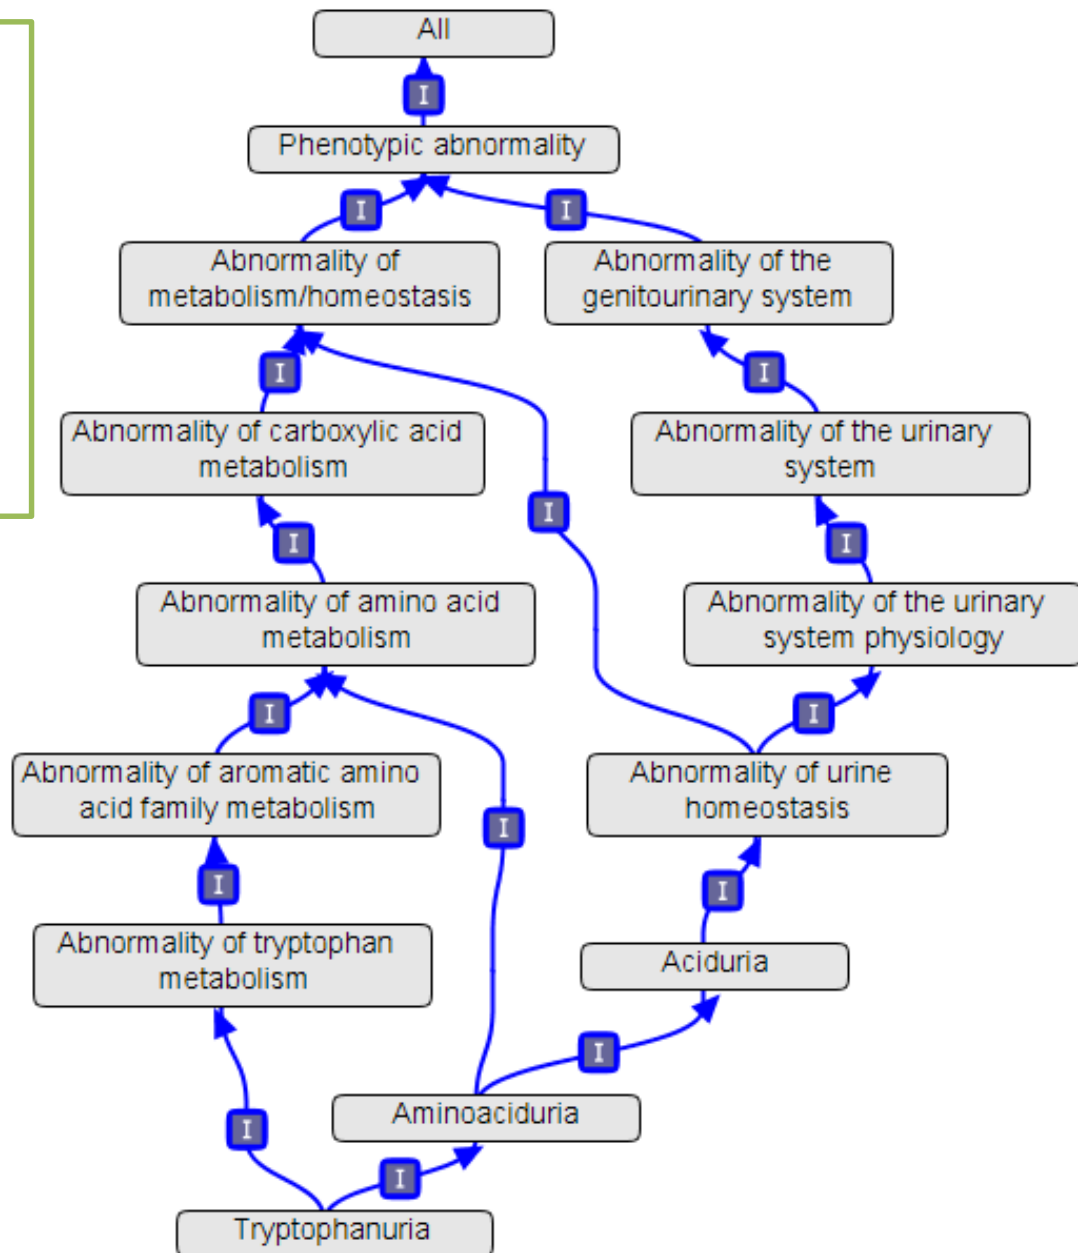 All
I
Phenotypic abnormality
I
I
Abnormality of
metabolism/homeostasis
Abnormality of the
genitourinary system
I
I
Abnormality of carboxylic acid
metabolism
Abnormality of the urinary
system
I
I
I
Abnormality of amino acid
metabolism
Abnormality of the urinary
system physiology
I
I
Abnormality of aromatic amino
acid family metabolism
Abnormality of urine
homeostasis
I
I
I
Abnormality of tryptophan
metabolism
Aciduria
I
Aminoaciduria
I
I
Tryptophanuria